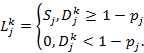 L_j^k = { S_j, D_j^k ≥ 1 − p_j
0, D_j^k < 1 − p_j.